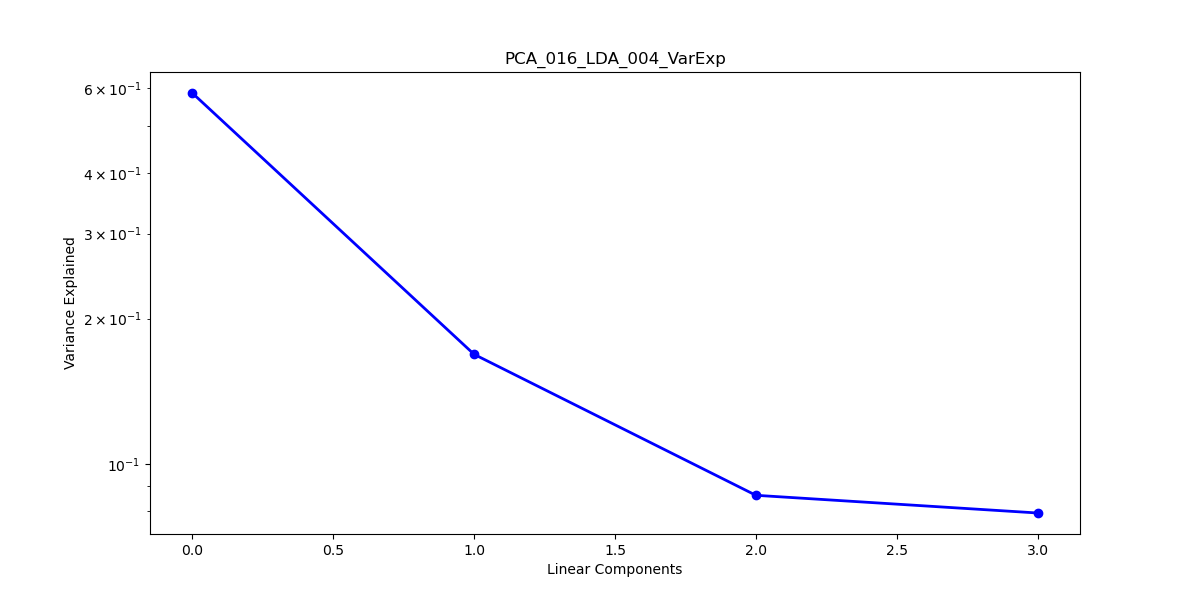 PCA_016_LDA_004_VarExp
6 × 10⁻¹
4 × 10⁻¹
3 × 10⁻¹
2 × 10⁻¹
10⁻¹
Variance Explained
0.0 0.5 1.0 1.5 2.0 2.5 3.0
Linear Components